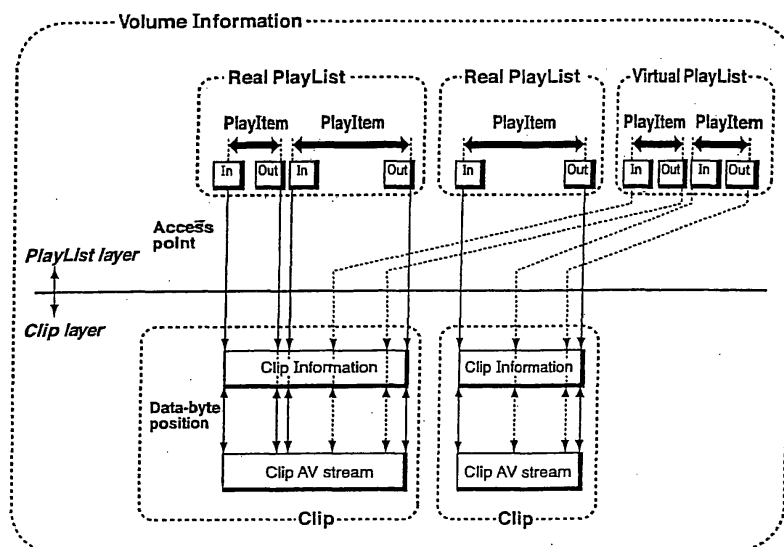 Volume Information
Real PlayList
Real PlayList
Virtual PlayList
PlayItem
PlayItem
PlayItem
PlayItem
PlayItem
In
Out
In
Out
In
Out
In
Out
In
Out
Access
point
PlayList layer
Clip layer
Clip Information
Clip Information
Data-byte
position
Clip AV stream
Clip AV stream
Clip
Clip